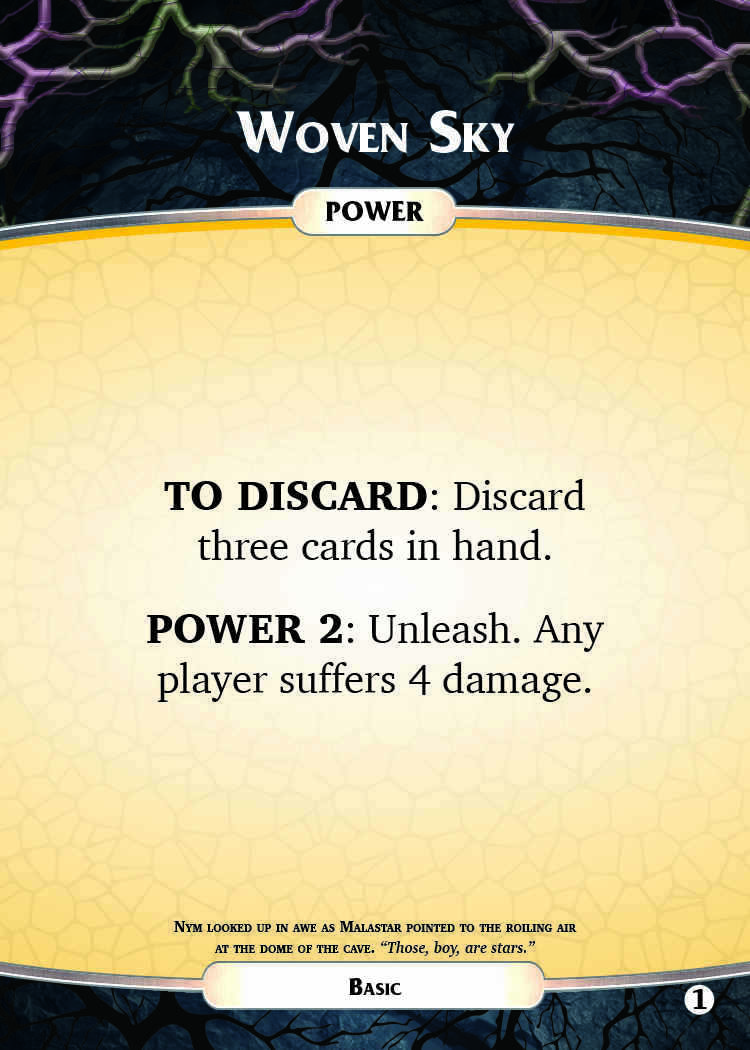 Woven Sky
POWER
TO DISCARD: Discard
three cards in hand.
POWER 2: Unleash. Any
player suffers 4 damage.
Nym looked up in awe as Malastar pointed to the roiling air
at the dome of the cave. “Those, boy, are stars.”
Basic
1